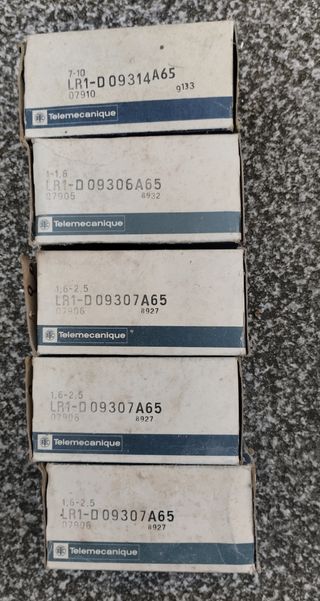 7-10
LR1-D09314A65
07910 9133
Telemecanique
1-1,6
LR1-D09306A65
07905 8932
Telemecanique
1,6-2,5
LR1-D09307A65
07906 8927
Telemecanique
1,6-2,5
LR1-D09307A65
07906 8927
Telemecanique
1,6-2,5
LR1-D09307A65
07906 8927
Telemecanique